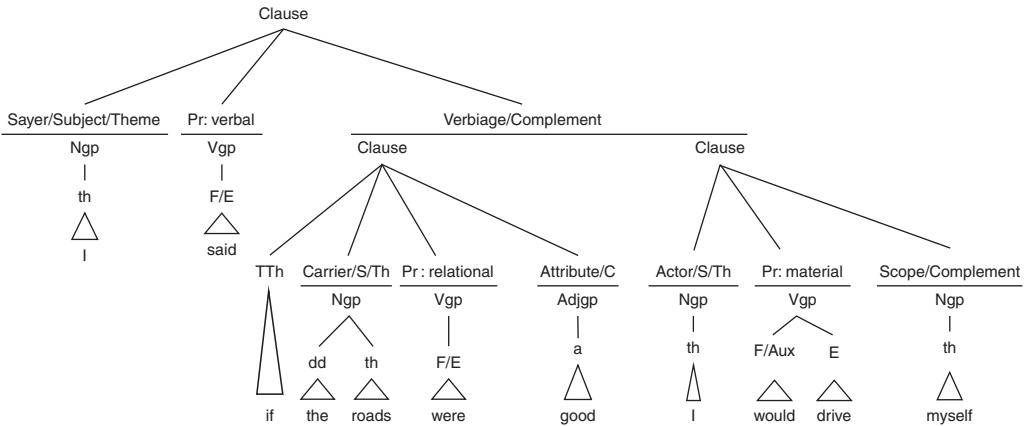 Clause
Sayer/Subject/Theme Pr: verbal Verbiage/Complement
Ngp Vgp Clause Clause
th F/E
I said
TTh Carrier/S/Th Pr: relational Attribute/C Actor/S/Th Pr: material Scope/Complement
Ngp Vgp Adjgp Ngp Vgp Ngp
dd th F/E a th F/Aux E th
if the roads were good I would drive myself